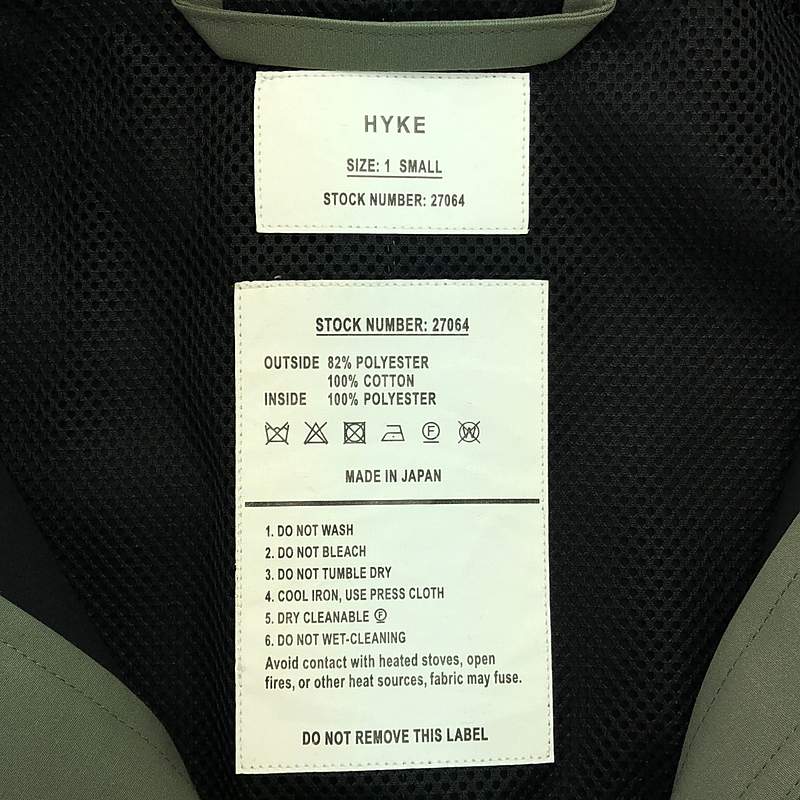 HYKE
SIZE: 1 SMALL
STOCK NUMBER: 27064
STOCK NUMBER: 27064
OUTSIDE 82% POLYESTER
100% COTTON
INSIDE 100% POLYESTER
F W
MADE IN JAPAN
1. DO NOT WASH
2. DO NOT BLEACH
3. DO NOT TUMBLE DRY
4. COOL IRON, USE PRESS CLOTH
5. DRY CLEANABLE Ⓕ
6. DO NOT WET-CLEANING
Avoid contact with heated stoves, open
fires, or other heat sources, fabric may fuse.
DO NOT REMOVE THIS LABEL